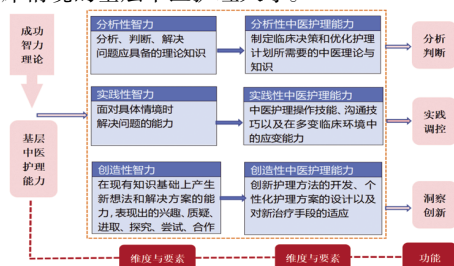 成功
智力
理论
基层
中医
护理
能力
分析性智力
分析、判断、解决
问题应具备的理论知识
分析性中医护理能力
制定临床决策和优化护理
计划所需要的中医理论与
知识
分析
判断
实践性智力
面对具体情境时
解决问题的能力
实践性中医护理能力
中医护理操作技能、沟通技
巧以及在多变临床环境中
的应变能力
实践
调控
创造性智力
在现有知识基础上产生
新想法和解决方案的能
力,表现出的兴趣、质疑、
进取、探究、尝试、合作
创造性中医护理能力
创新护理方法的开发、个
性化护理方案的设计以及
对新治疗手段的适应
洞察
创新
维度与要素
维度与要素
功能